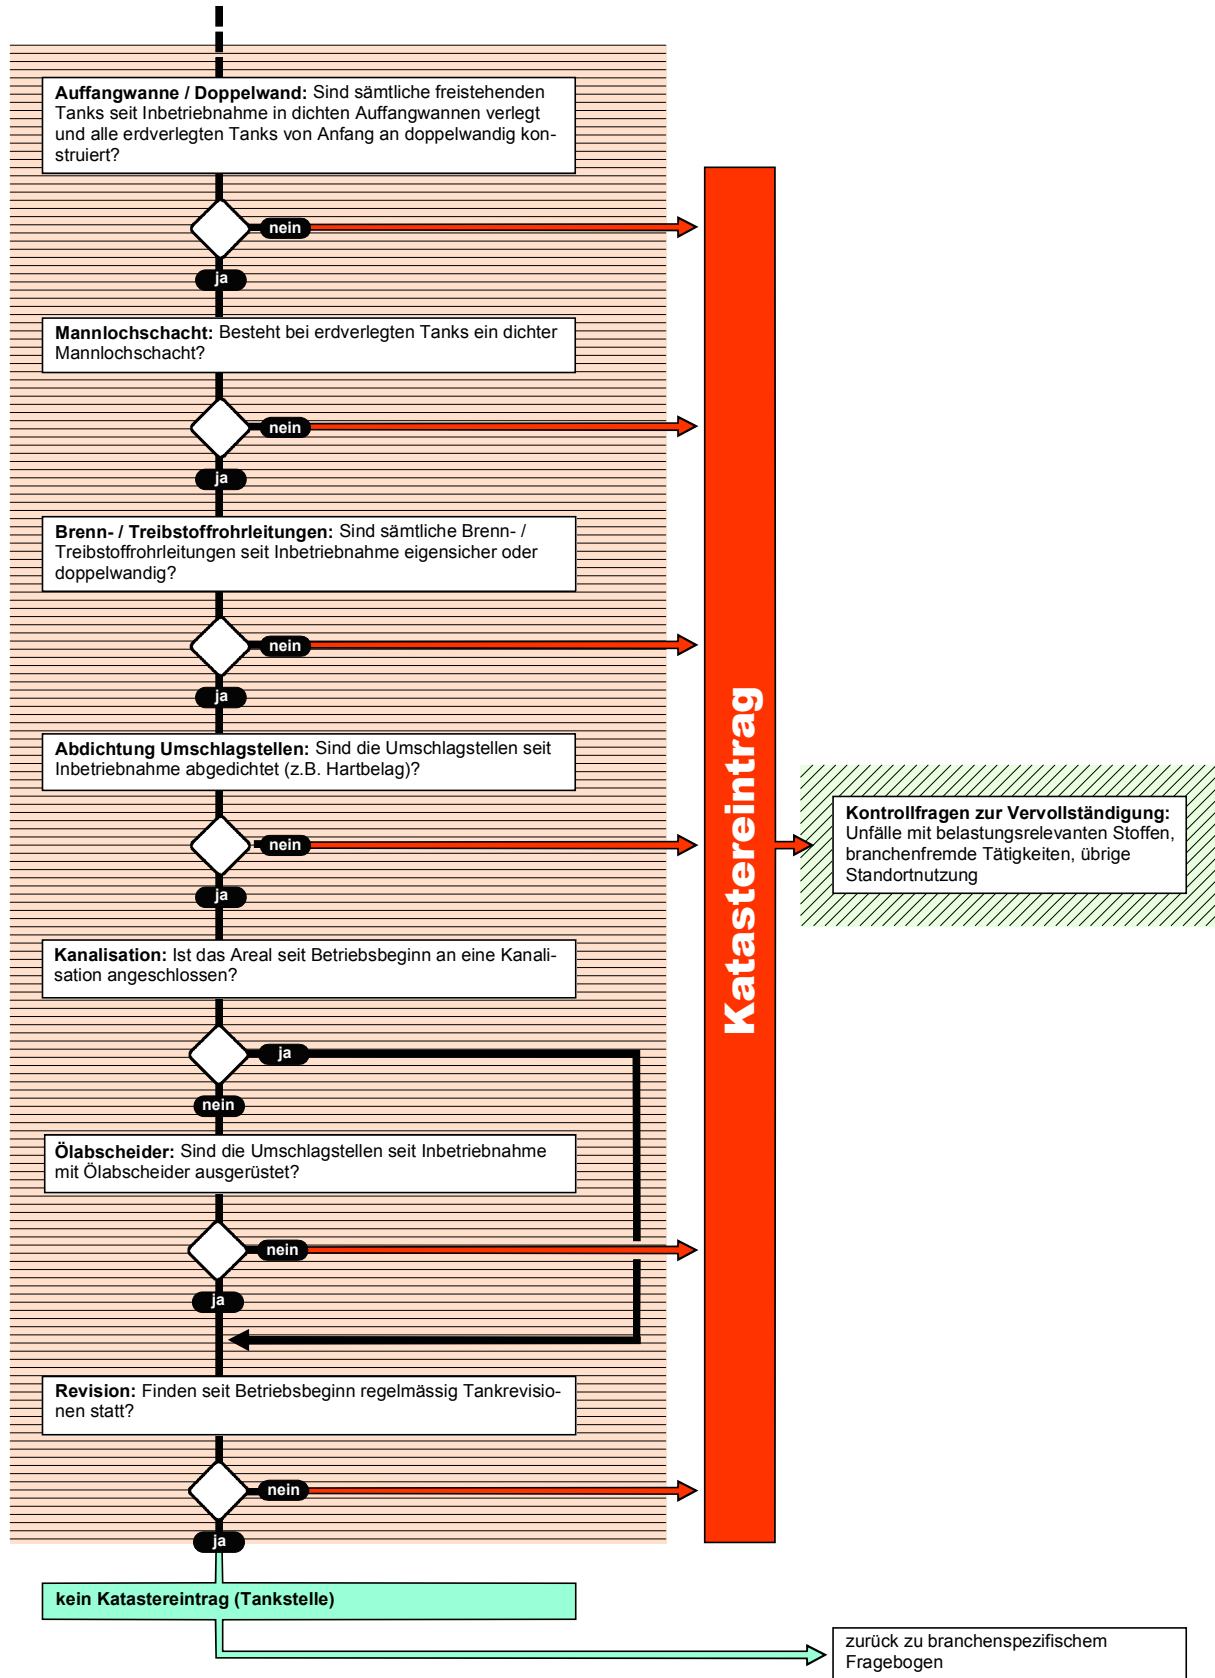 Auffangwanne / Doppelwand: Sind sämtliche freistehenden
Tanks seit Inbetriebnahme in dichten Auffangwannen verlegt
und alle erdverlegten Tanks von Anfang an doppelwandig kon-
struiert?
nein
ja
Mannlochschacht: Besteht bei erdverlegten Tanks ein dichter
Mannlochschacht?
nein
ja
Brenn- / Treibstoffrohrleitungen: Sind sämtliche Brenn- /
Treibstoffrohrleitungen seit Inbetriebnahme eigensicher oder
doppelwandig?
nein
ja
Abdichtung Umschlagstellen: Sind die Umschlagstellen seit
Inbetriebnahme abgedichtet (z.B. Hartbelag)?
nein
ja
Kanalisation: Ist das Areal seit Betriebsbeginn an eine Kanali-
sation angeschlossen?
ja
nein
Ölabscheider: Sind die Umschlagstellen seit Inbetriebnahme
mit Ölabscheider ausgerüstet?
nein
ja
Revision: Finden seit Betriebsbeginn regelmässig Tankrevisio-
nen statt?
nein
ja
Katastereintrag
Kontrollfragen zur Vervollständigung:
Unfälle mit belastungsrelevanten Stoffen,
branchenfremde Tätigkeiten, übrige
Standortnutzung
kein Katastereintrag (Tankstelle)
zurück zu branchenspezifischem
Fragebogen